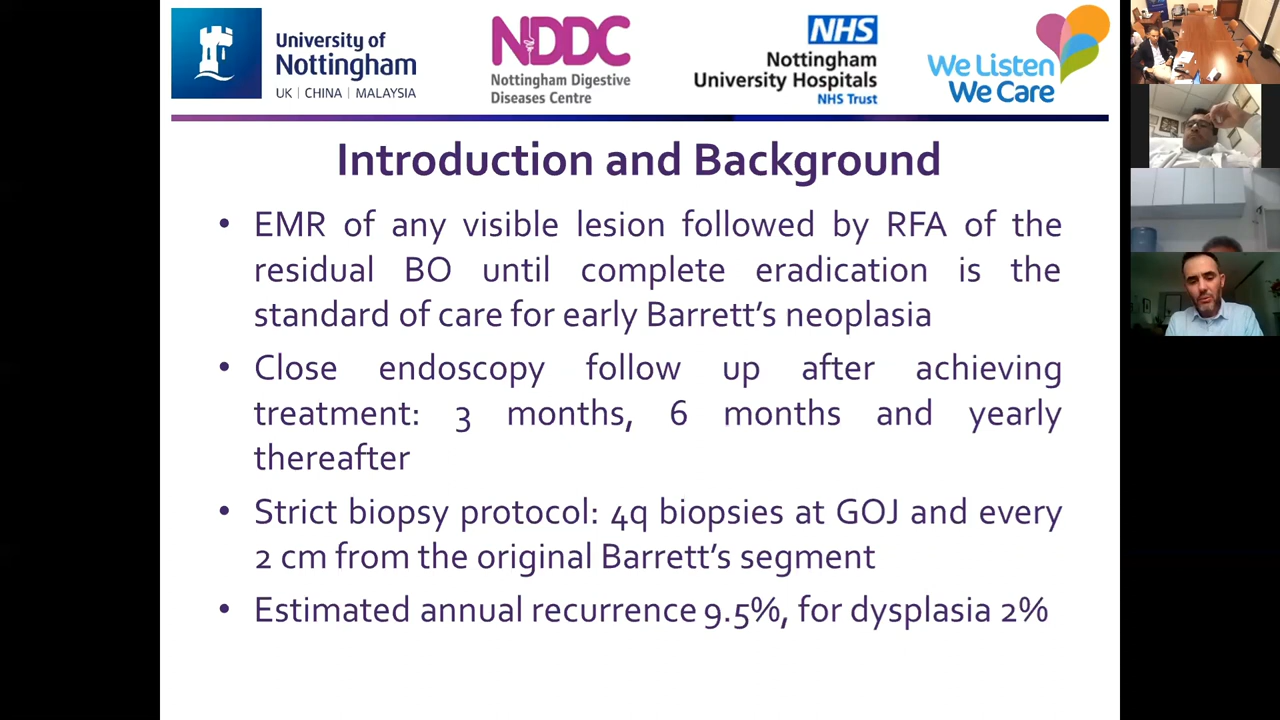 University of
Nottingham
UK | CHINA | MALAYSIA
NDDC
Nottingham Digestive
Diseases Centre
NHS
Nottingham
University Hospitals
NHS Trust
We Listen
We Care
Introduction and Background
• EMR of any visible lesion followed by RFA of the
residual BO until complete eradication is the
standard of care for early Barrett's neoplasia
• Close endoscopy follow up after achieving
treatment: 3 months, 6 months and yearly
thereafter
• Strict biopsy protocol: 4q biopsies at GOJ and every
2 cm from the original Barrett's segment
• Estimated annual recurrence 9.5%, for dysplasia 2%